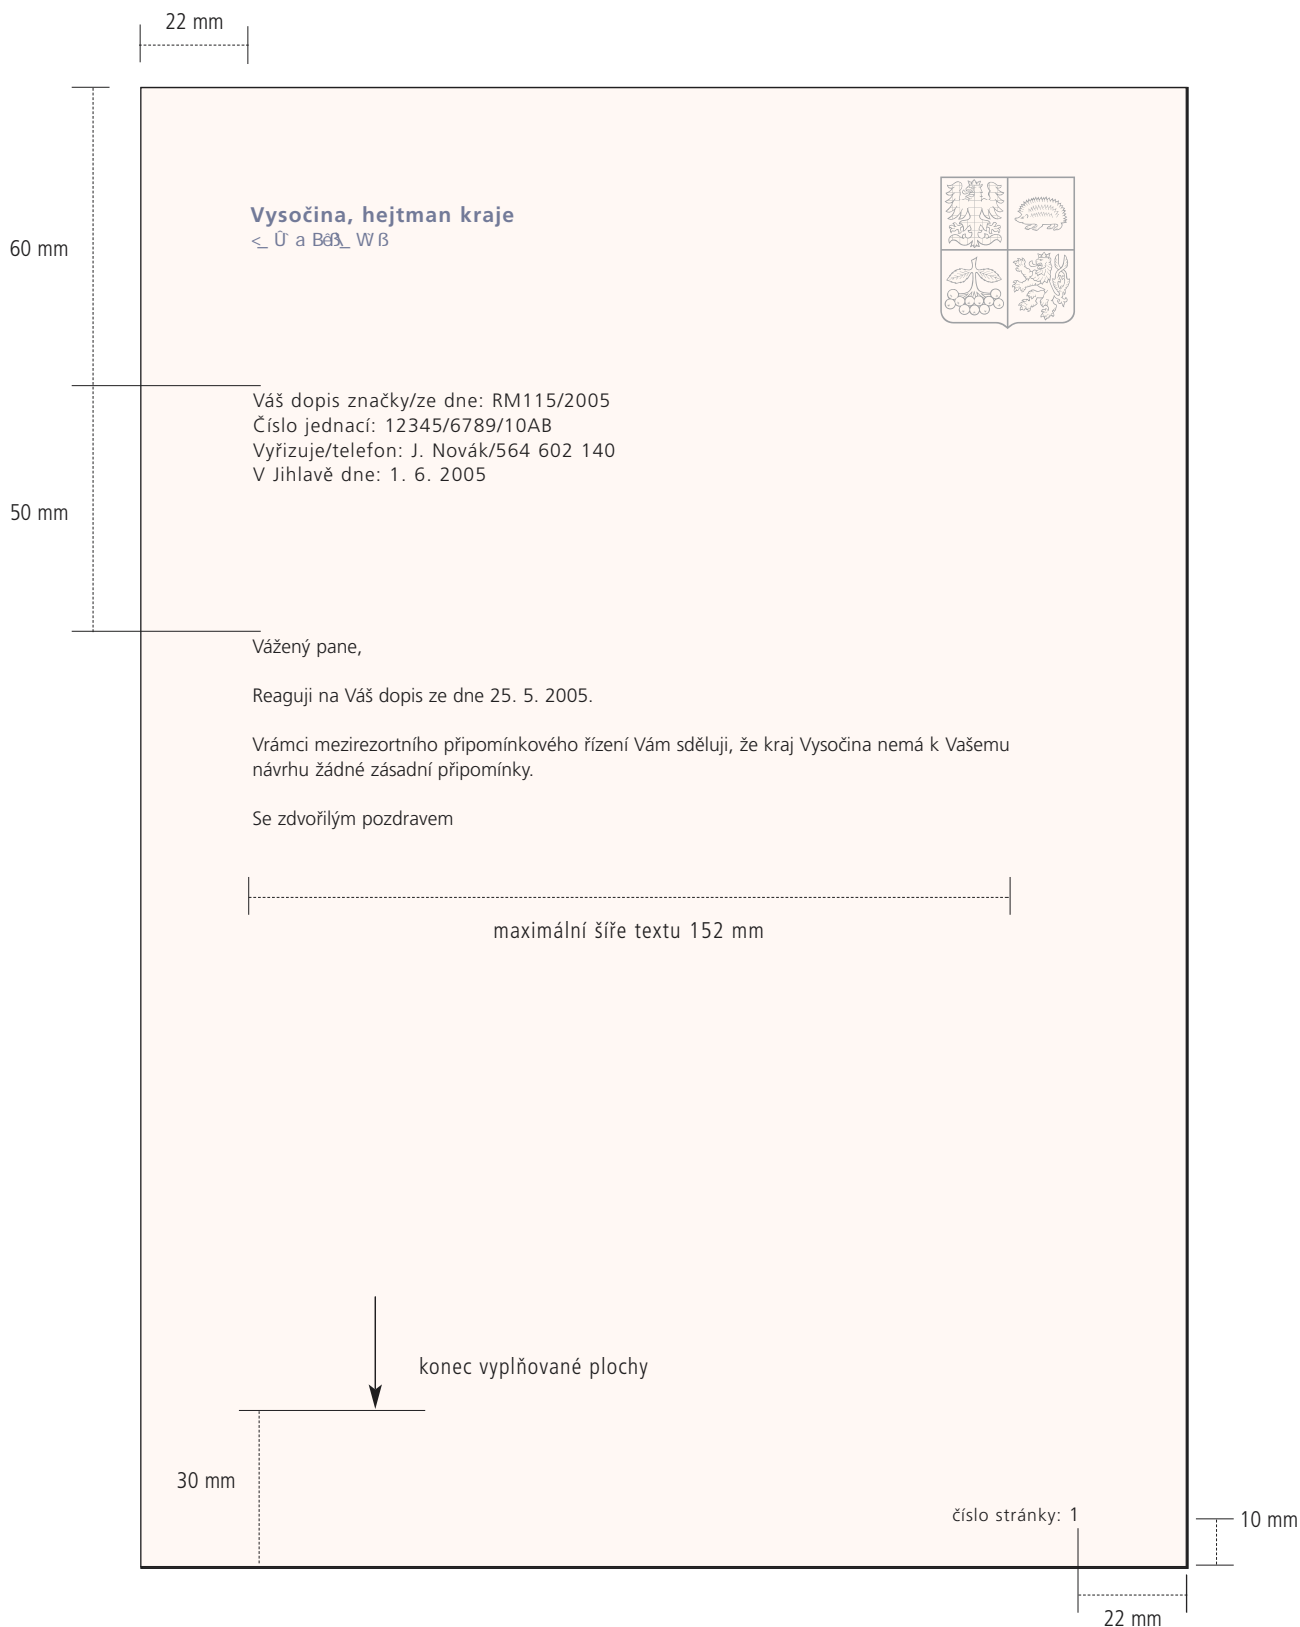 22 mm
60 mm
Vysočina, hejtman kraje
Váš dopis značky/ze dne: RM115/2005
Číslo jednací: 12345/6789/10AB
Vyřizuje/telefon: J. Novák/564 602 140
V Jihlavě dne: 1. 6. 2005
50 mm
Vážený pane,
Reaguji na Váš dopis ze dne 25. 5. 2005.
Vrámci mezirezortního připomínkového řízení Vám sděluji, že kraj Vysočina nemá k Vašemu
návrhu žádné zásadní připomínky.
Se zdvořilým pozdravem
maximální šíře textu 152 mm
konec vyplňované plochy
30 mm
číslo stránky: 1
10 mm
22 mm